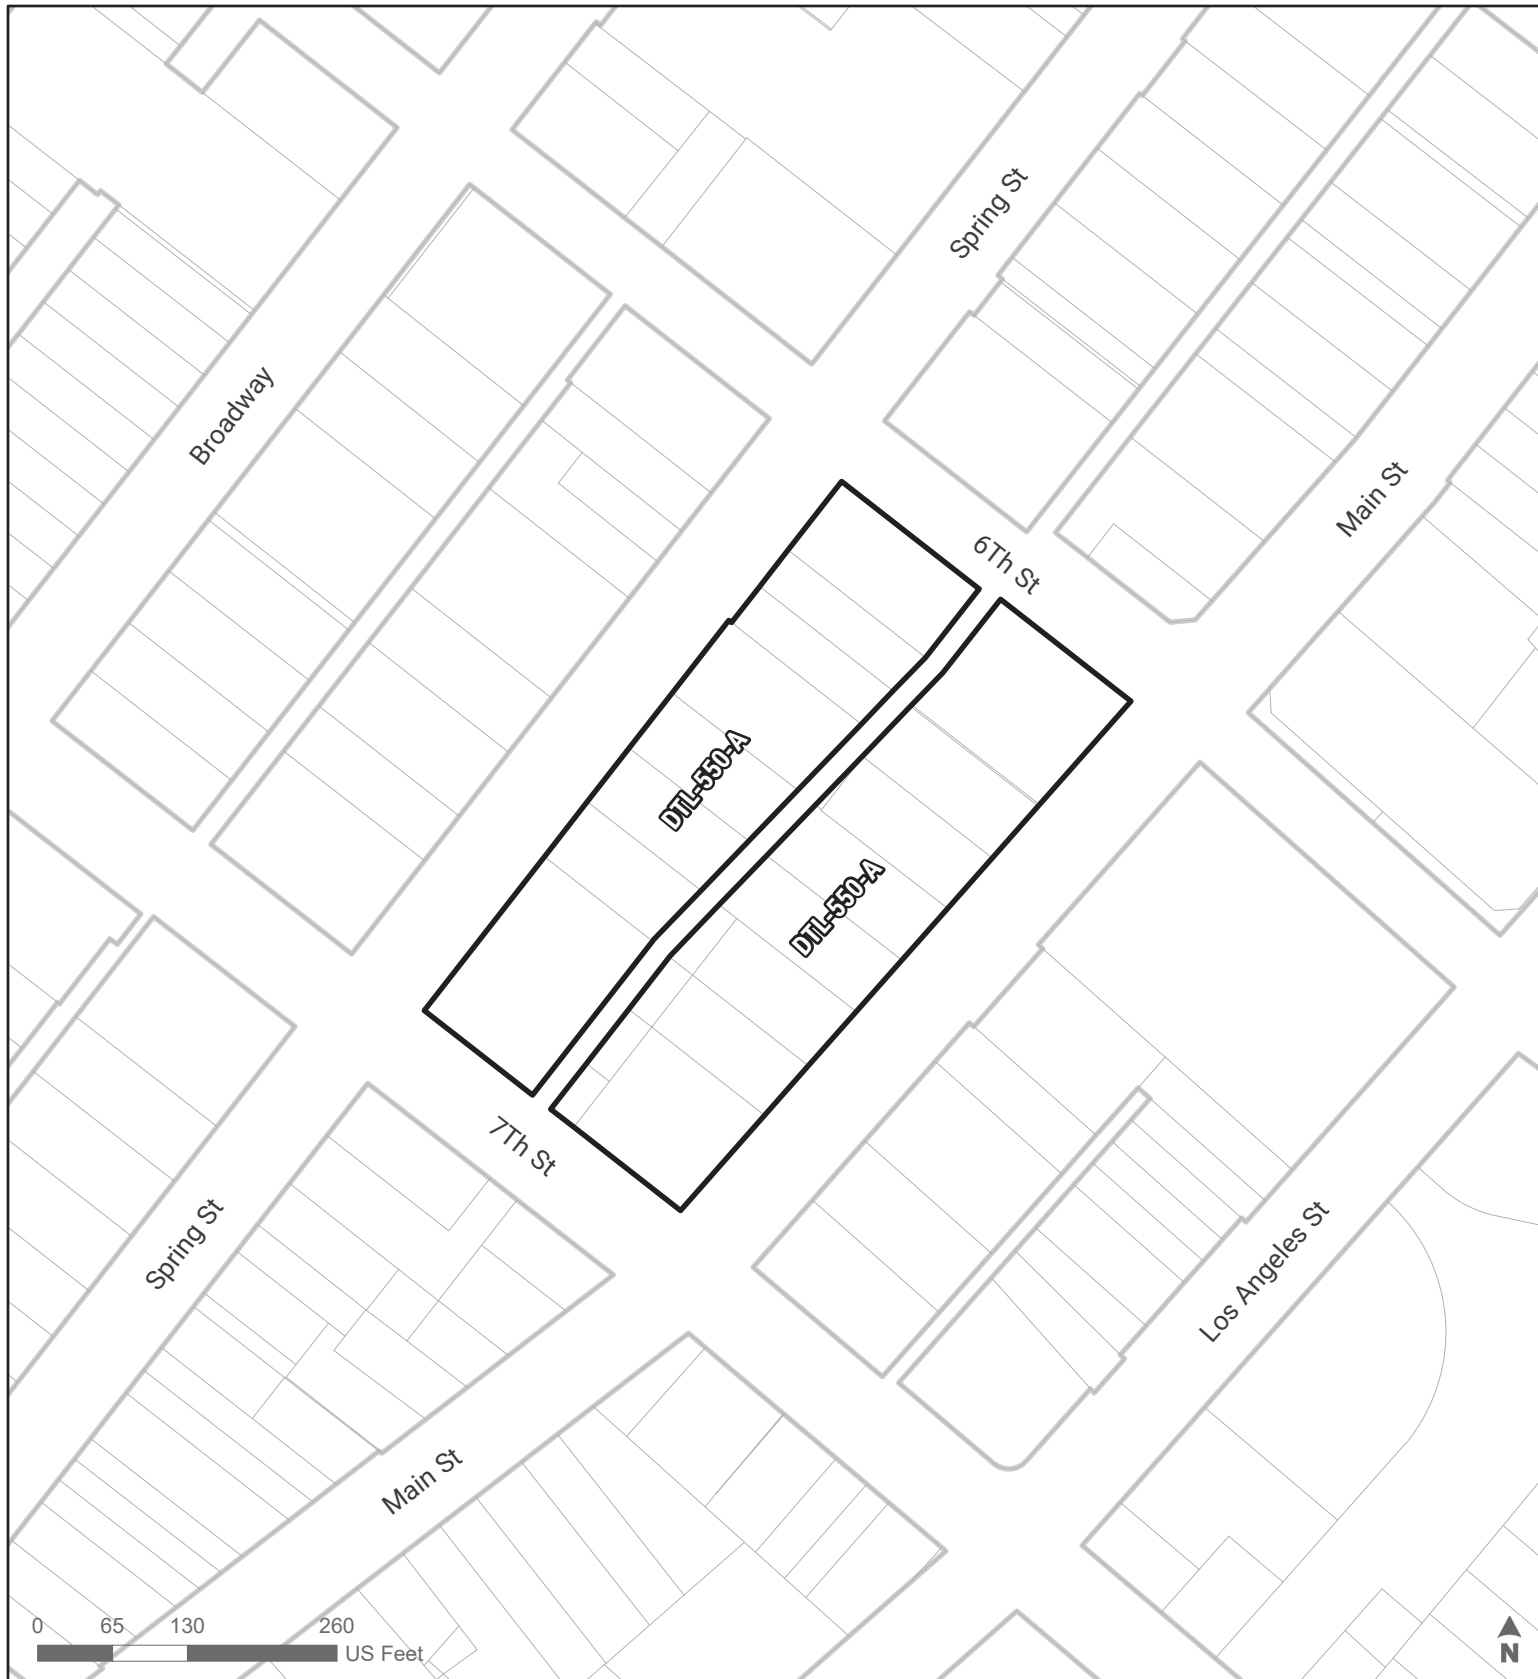 Spring St
Broadway
Main St
6Th St
DTL-550-A
DTL-550-A
7Th St
Spring St
Los Angeles St
Main St
0 65 130 260
US Feet
N